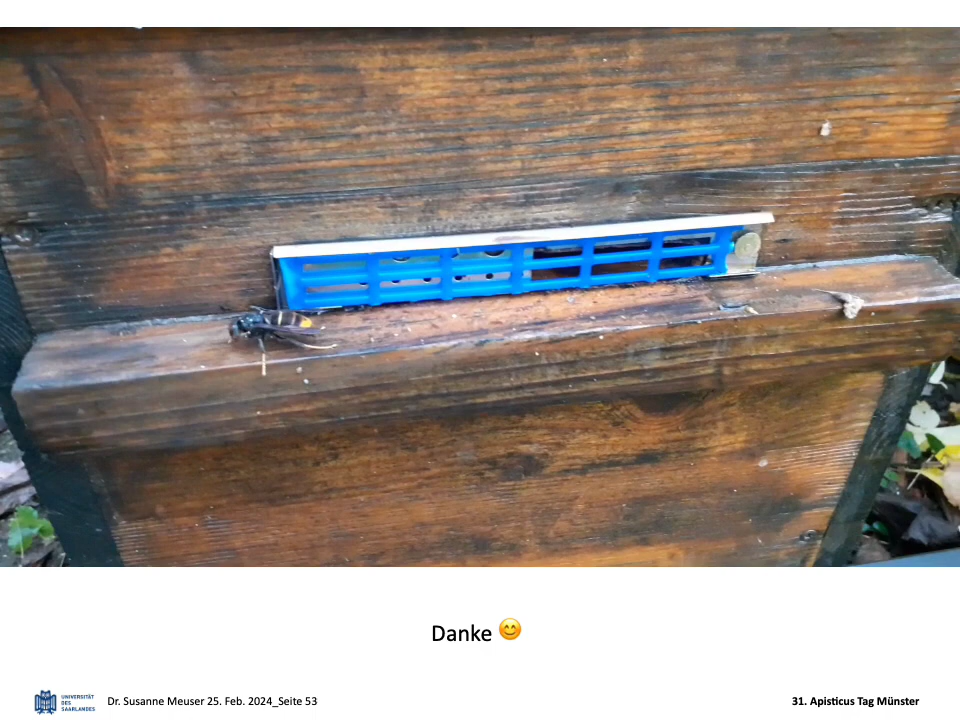 Danke 😊
UNIVERSITÄT
DES
SAARLANDES
Dr. Susanne Meuser 25. Feb. 2024_Seite 53
31. Apisticus Tag Münster